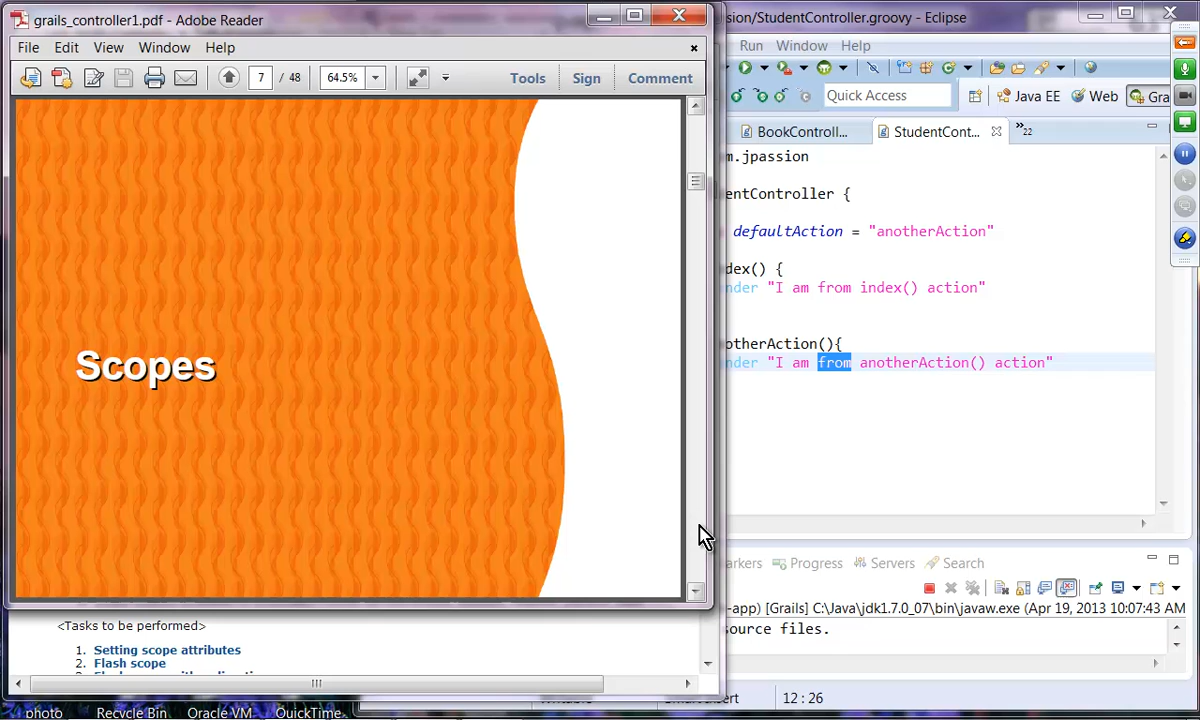 grails_controller1.pdf - Adobe Reader
File Edit View Window Help
7 / 48 64.5% Tools Sign Comment
Scopes
<Tasks to be performed>
1. Setting scope attributes
2. Flash scope
photo Recycle Bin Oracle VM QuickTime
sion/StudentController.groovy - Eclipse
Run Window Help
Quick Access Java EE Web Gra
BookControll... StudentCont... »22
m.jpassion
entController {
defaultAction = "anotherAction"
dex() {
nder "I am from index() action"
otherAction(){
nder "I am from anotherAction() action"
arkers Progress Servers Search
-app) [Grails] C:\Java\jdk1.7.0_07\bin\javaw.exe (Apr 19, 2013 10:07:43 AM
source files.
12 : 26